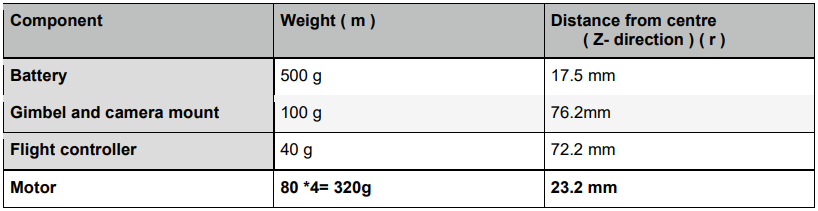 Component Weight ( m ) Distance from centre
( Z- direction ) ( r )
Battery 500 g 17.5 mm
Gimbel and camera mount 100 g 76.2mm
Flight controller 40 g 72.2 mm
Motor 80 *4= 320g 23.2 mm